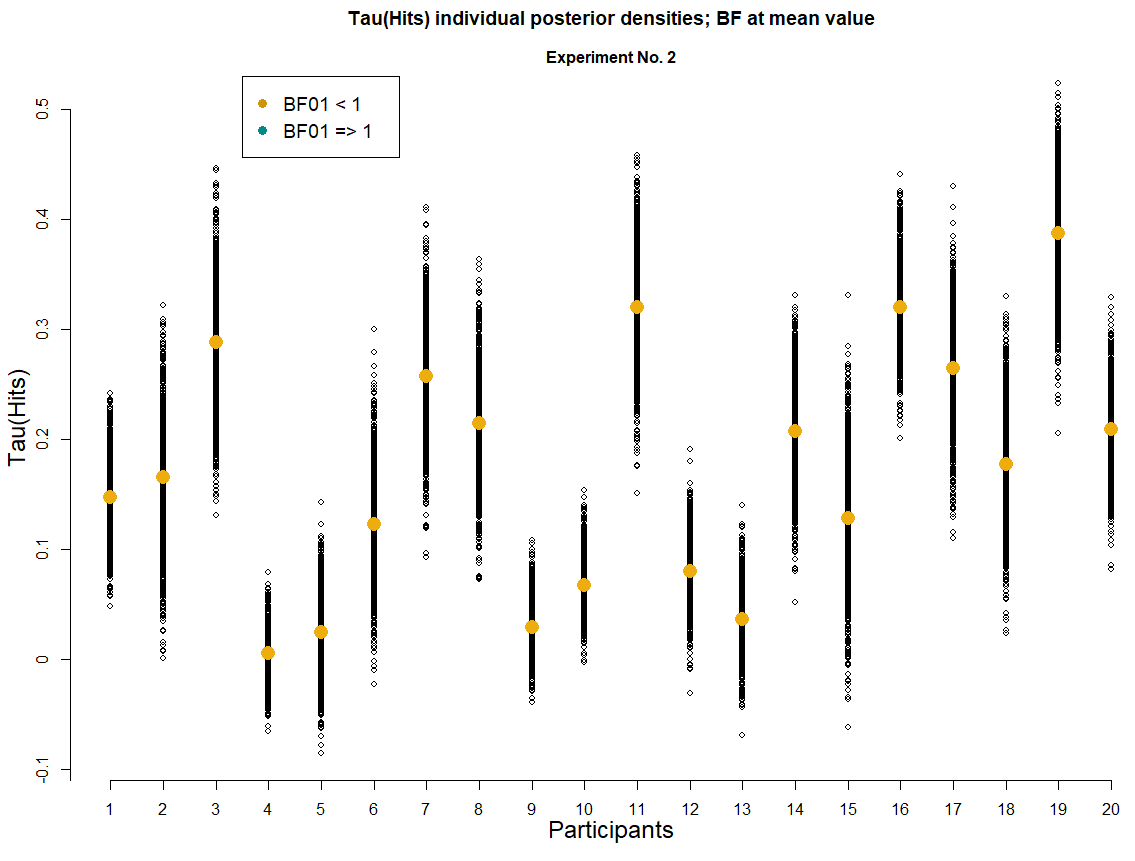 Tau(Hits) individual posterior densities; BF at mean value
Experiment No. 2
BF01 < 1
BF01 => 1
Tau(Hits)
0.5
0.4
0.3
0.2
0.1
0
-0.1
1 2 3 4 5 6 7 8 9 10 11 12 13 14 15 16 17 18 19 20
Participants